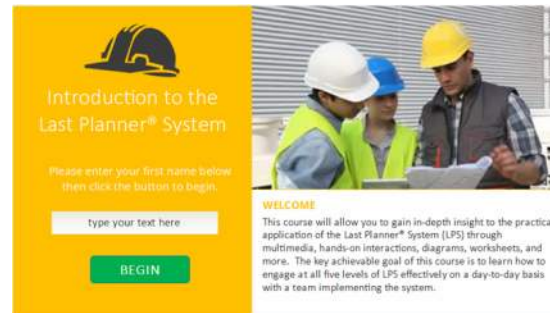 Introduction to the
Last Planner® System
Please enter your first name below
then click the button to begin.
type your text here
BEGIN
WELCOME
This course will allow you to gain in-depth insight to the practica
application of the Last Planner® System (LPS) through
multimedia, hands-on interactions, diagrams, worksheets, and
more. The key achievable goal of this course is to learn how to
engage at all five levels of LPS effectively on a day-to-day basis
with a team implementing the system.